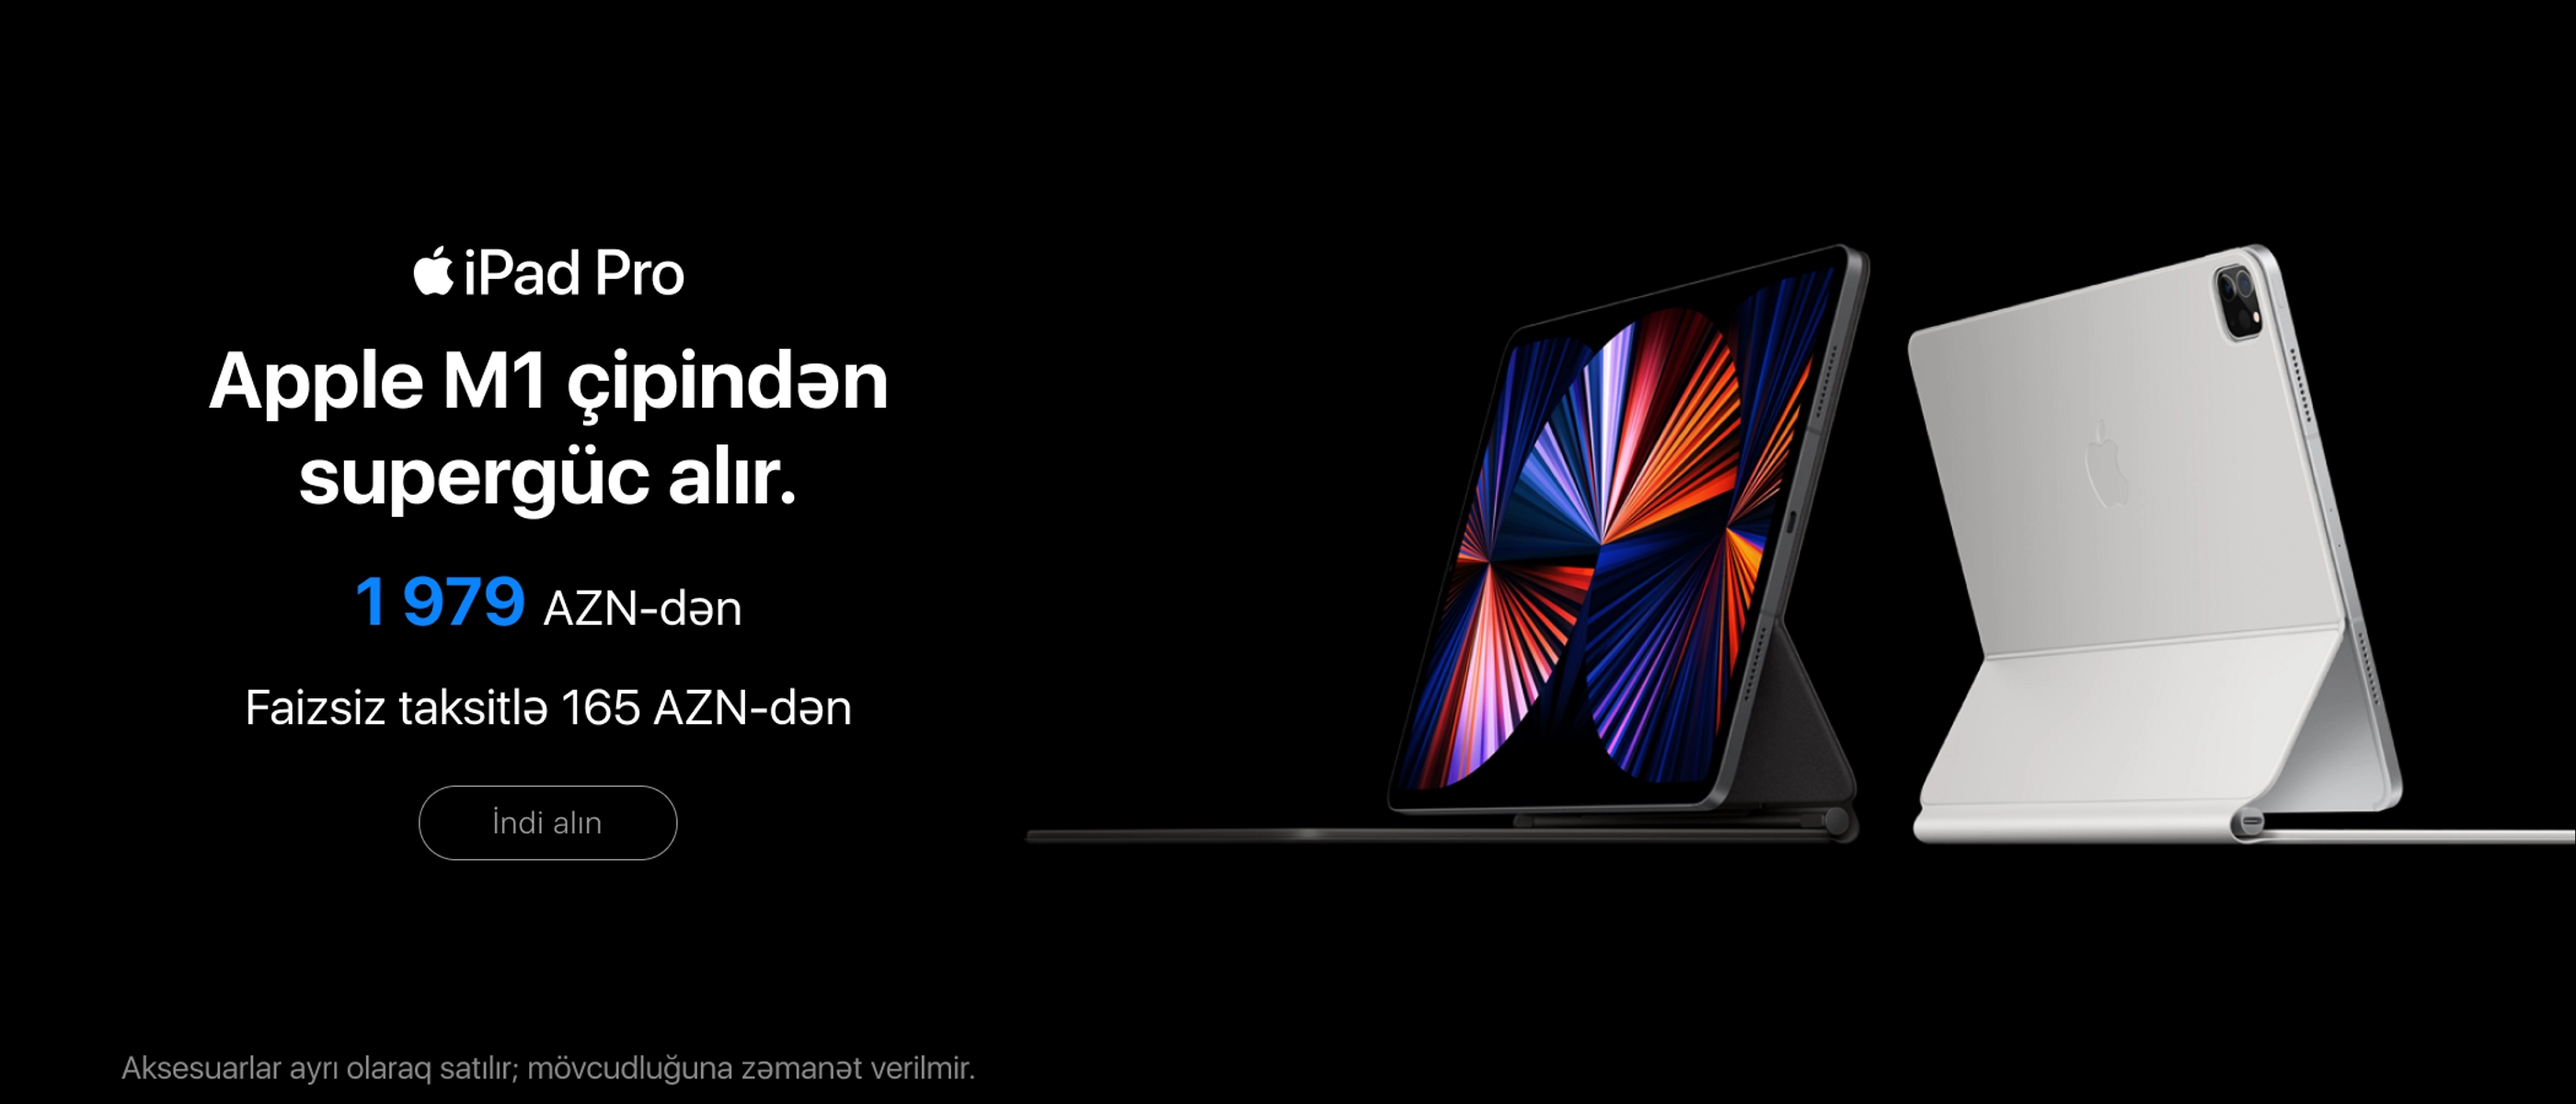 iPad Pro
Apple M1 çipindən
supergüc alır.
1 979 AZN-dən
Faizsiz taksitlə 165 AZN-dən
İndi alın
Aksesuarlar ayrı olaraq satılır; mövcudluğuna zəmanət verilmir.